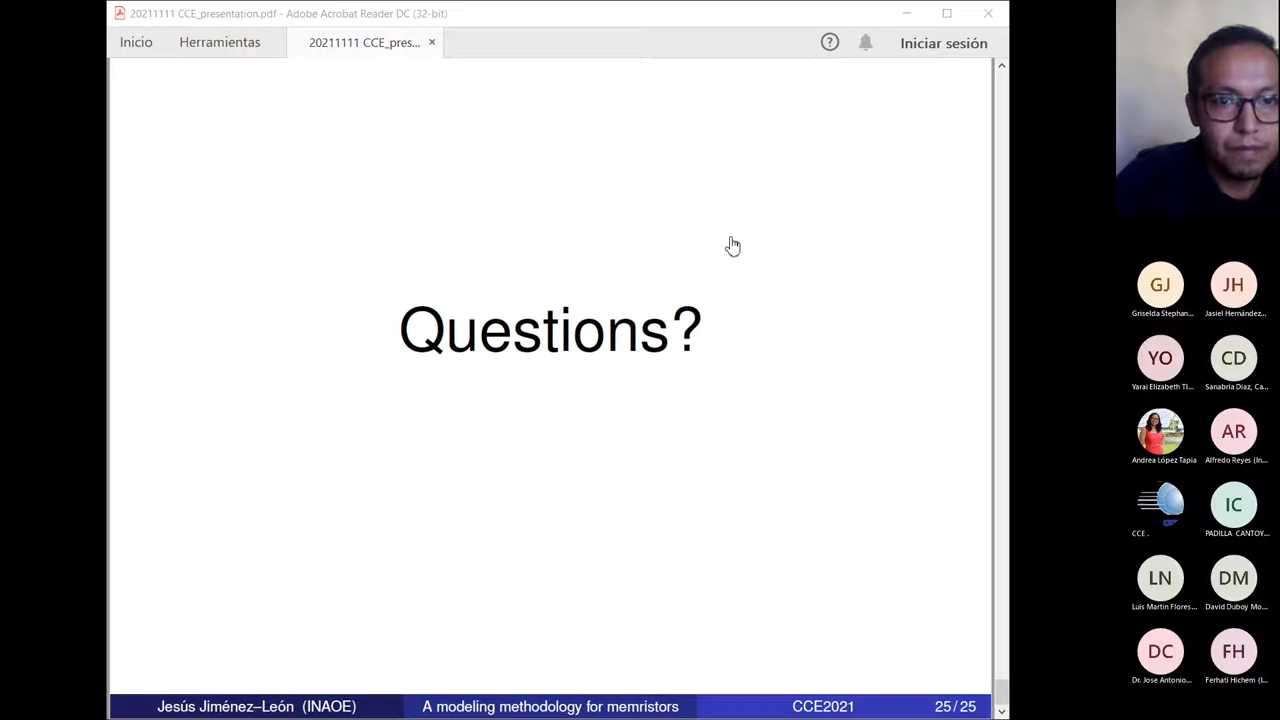 20211111 CCE_presentation.pdf - Adobe Acrobat Reader DC (32-bit)
Inicio
Herramientas
20211111 CCE_pres...
Iniciar sesión
Questions?
Jesús Jiménez–León (INAOE)
A modeling methodology for memristors
CCE2021
25/25
GJ
JH
Griselda Stephan...
Jasiel Hernández...
YO
CD
Yarai Elizabeth Tl...
Sanabria Diaz, Ca...
AR
Andrea López Tapia
Alfredo Reyes (In...
IC
CCE .
PADILLA CANTOY...
LN
DM
Luis Martin Flores...
David Duboy Mo...
DC
FH
Dr. Jose Antonio...
Ferhati Hichem (L...